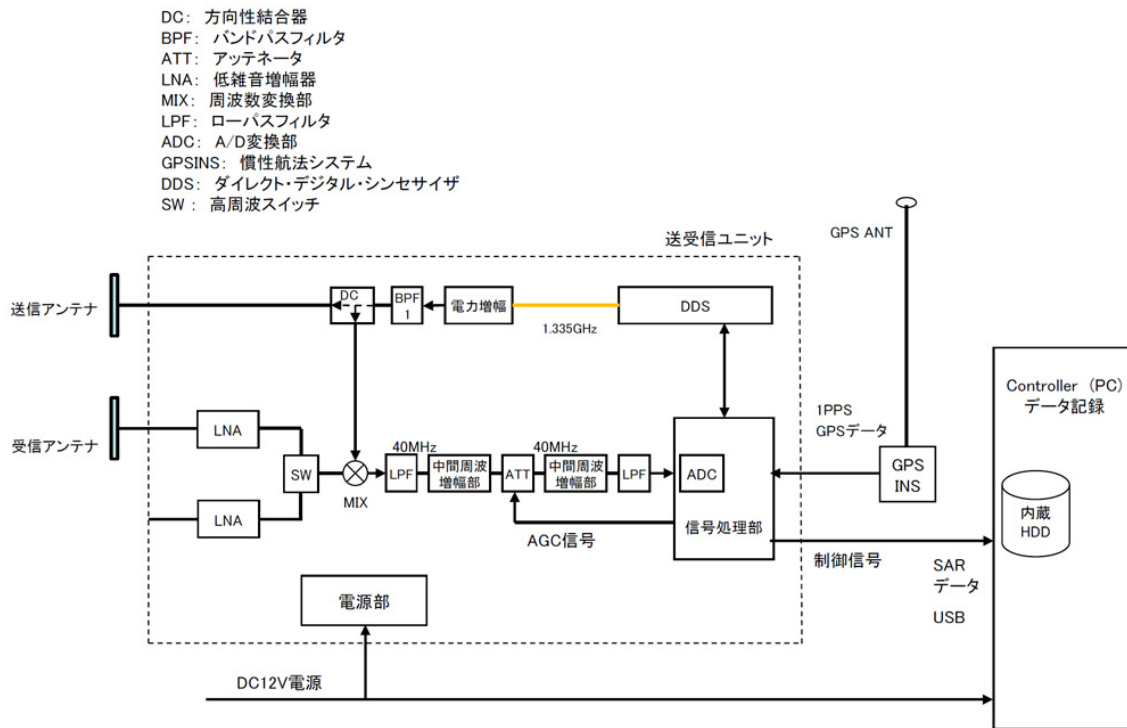 DC: 方向性結合器
BPF: バンドパスフィルタ
ATT: アッテネータ
LNA: 低雑音増幅器
MIX: 周波数変換部
LPF: ローパスフィルタ
ADC: A/D変換部
GPSINS: 慣性航法システム
DDS: ダイレクト・デジタル・シンセサイザ
SW: 高周波スイッチ
GPS ANT
送受信ユニット
送信アンテナ
DC
BPF
1
電力増幅
1.335GHz
DDS
Controller (PC)
データ記録
受信アンテナ
LNA
SW
MIX
40MHz
LPF
中間周波
増幅部
ATT
40MHz
中間周波
増幅部
LPF
ADC
信号処理部
1PPS
GPSデータ
GPS
INS
内蔵
HDD
LNA
AGC信号
制御信号
SAR
データ
USB
電源部
DC12V電源